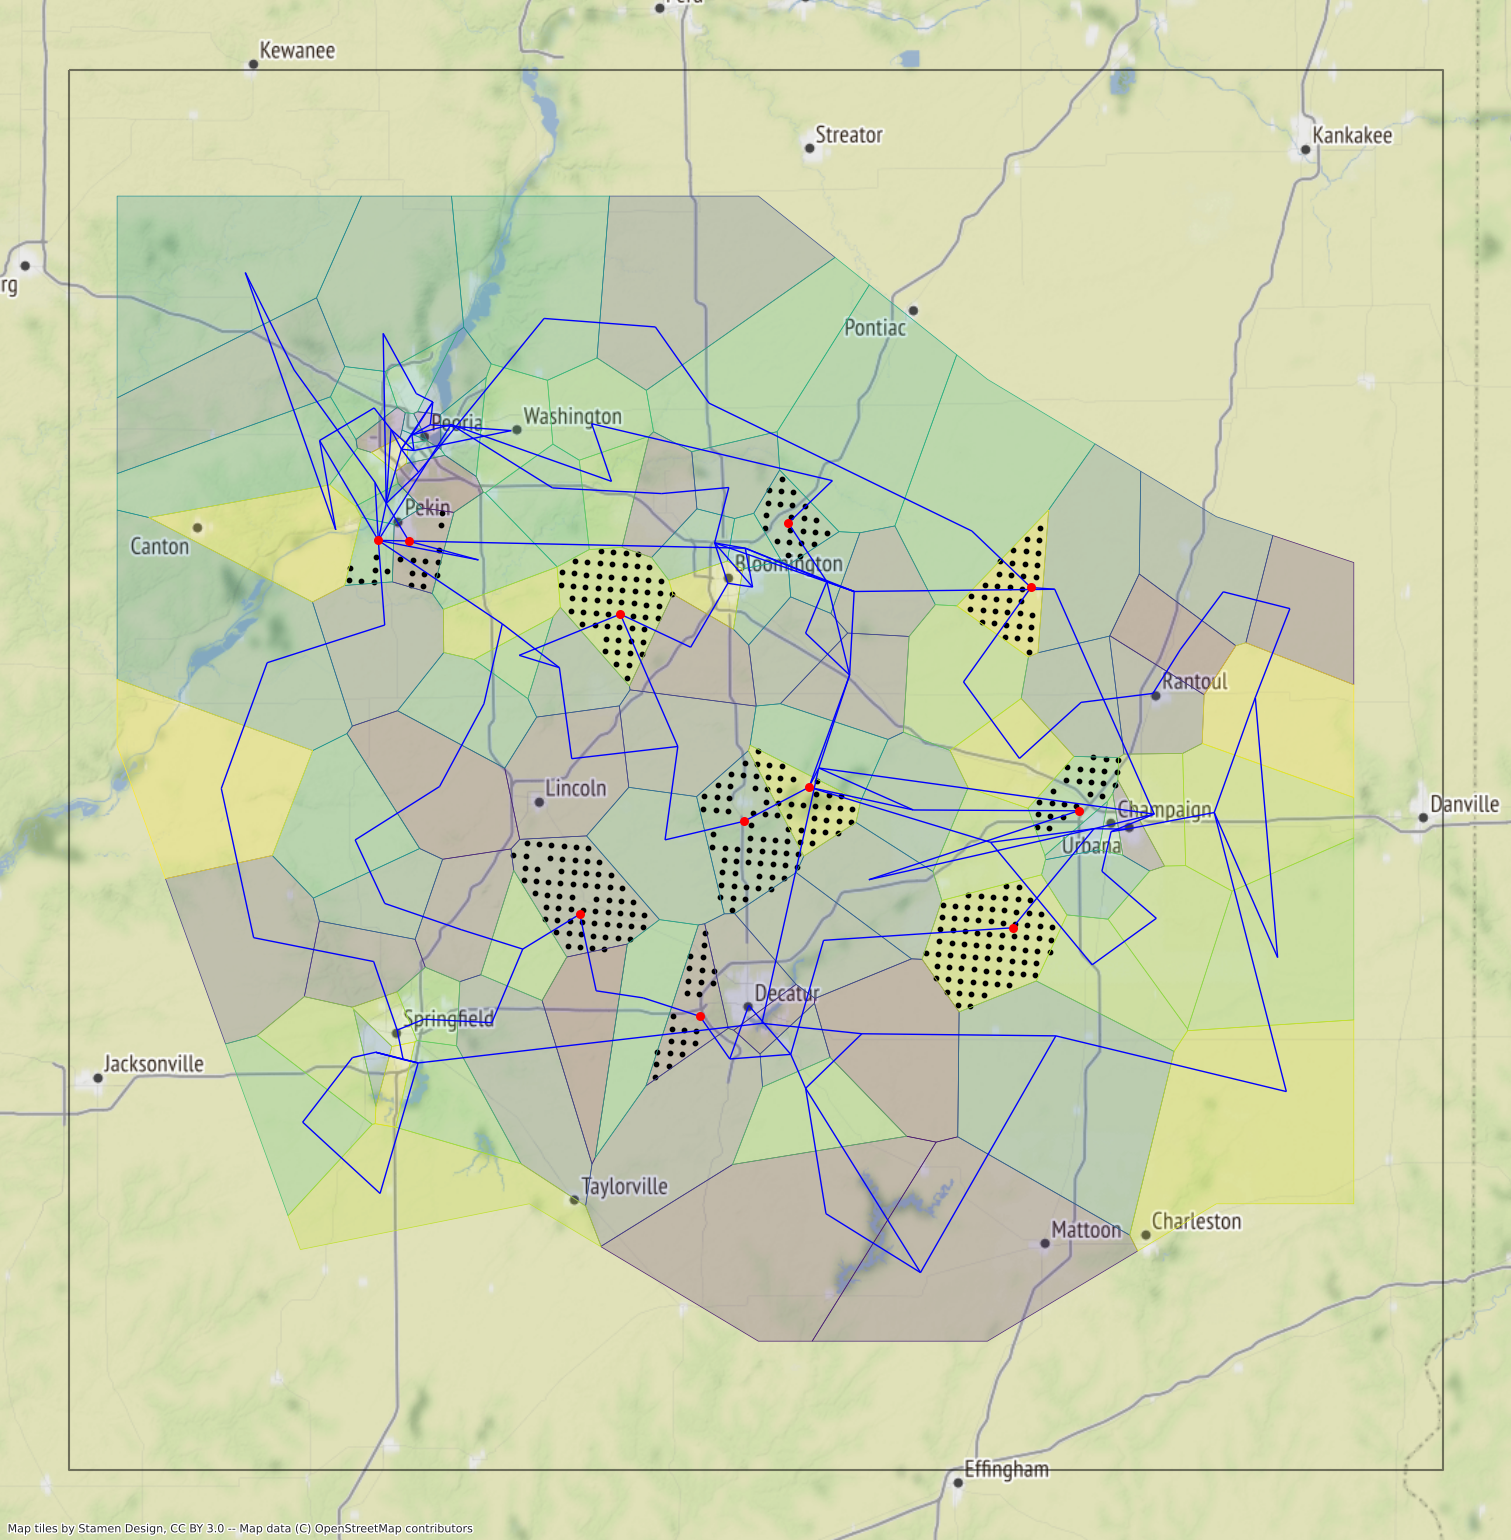 Kewanee
Streator
Kankakee
rg
Pontiac
Washington
Peoria
Pekin
Canton
Bloomington
Rantoul
Lincoln
Danville
Champaign
Urbana
Decatur
Springfield
Jacksonville
Taylorville
Charleston
Mattoon
Effingham
Map tiles by Stamen Design, CC BY 3.0 -- Map data (C) OpenStreetMap contributors